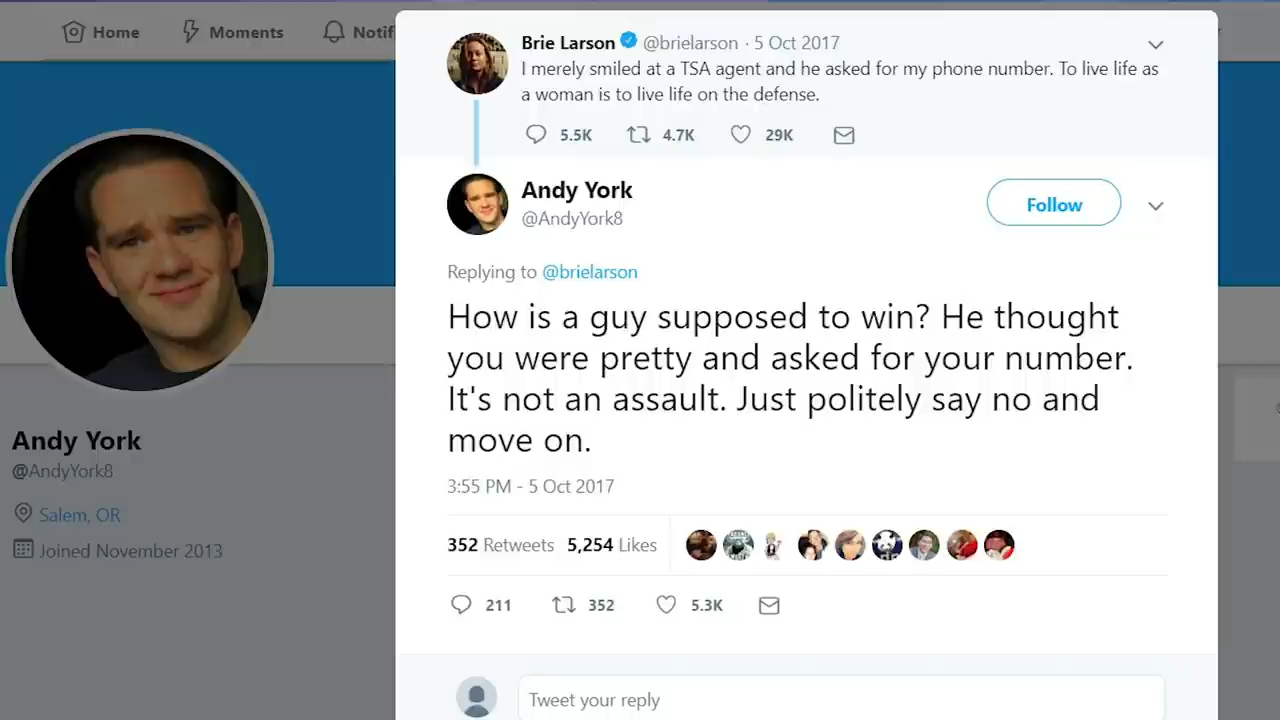 Home
Moments
Notif
Brie Larson @brielarson · 5 Oct 2017
I merely smiled at a TSA agent and he asked for my phone number. To live life as
a woman is to live life on the defense.
5.5K 4.7K 29K
Andy York
@AndyYork8
Follow
Replying to @brielarson
How is a guy supposed to win? He thought
you were pretty and asked for your number.
It's not an assault. Just politely say no and
move on.
3:55 PM - 5 Oct 2017
352 Retweets 5,254 Likes
211 352 5.3K
Tweet your reply
Andy York
@AndyYork8
Salem, OR
Joined November 2013